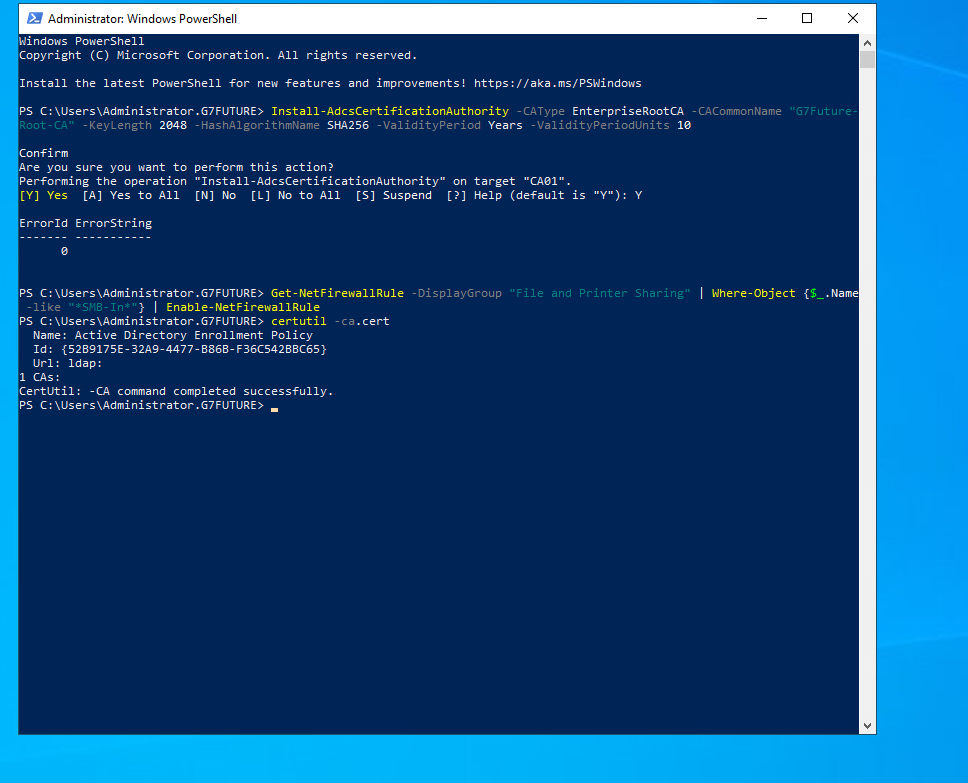 Administrator: Windows PowerShell
Windows PowerShell
Copyright (C) Microsoft Corporation. All rights reserved.
Install the latest PowerShell for new features and improvements! https://aka.ms/PSWindows
PS C:\Users\Administrator.G7FUTURE> Install-AdcsCertificationAuthority -CAType EnterpriseRootCA -CACommonName "G7Future-
Root-CA" -KeyLength 2048 -HashAlgorithmName SHA256 -ValidityPeriod Years -ValidityPeriodUnits 10
Confirm
Are you sure you want to perform this action?
Performing the operation "Install-AdcsCertificationAuthority" on target "CA01".
[Y] Yes  [A] Yes to All  [N] No  [L] No to All  [S] Suspend  [?] Help (default is "Y"): Y
ErrorId ErrorString
------- -----------
0
PS C:\Users\Administrator.G7FUTURE> Get-NetFirewallRule -DisplayGroup "File and Printer Sharing" | Where-Object {$_.Name
-like "*SMB-In*"} | Enable-NetFirewallRule
PS C:\Users\Administrator.G7FUTURE> certutil -ca.cert
Name: Active Directory Enrollment Policy
Id: {52B9175E-32A9-4477-B86B-F36C542BBC65}
Url: ldap:
1 CAs:
CertUtil: -CA command completed successfully.
PS C:\Users\Administrator.G7FUTURE>